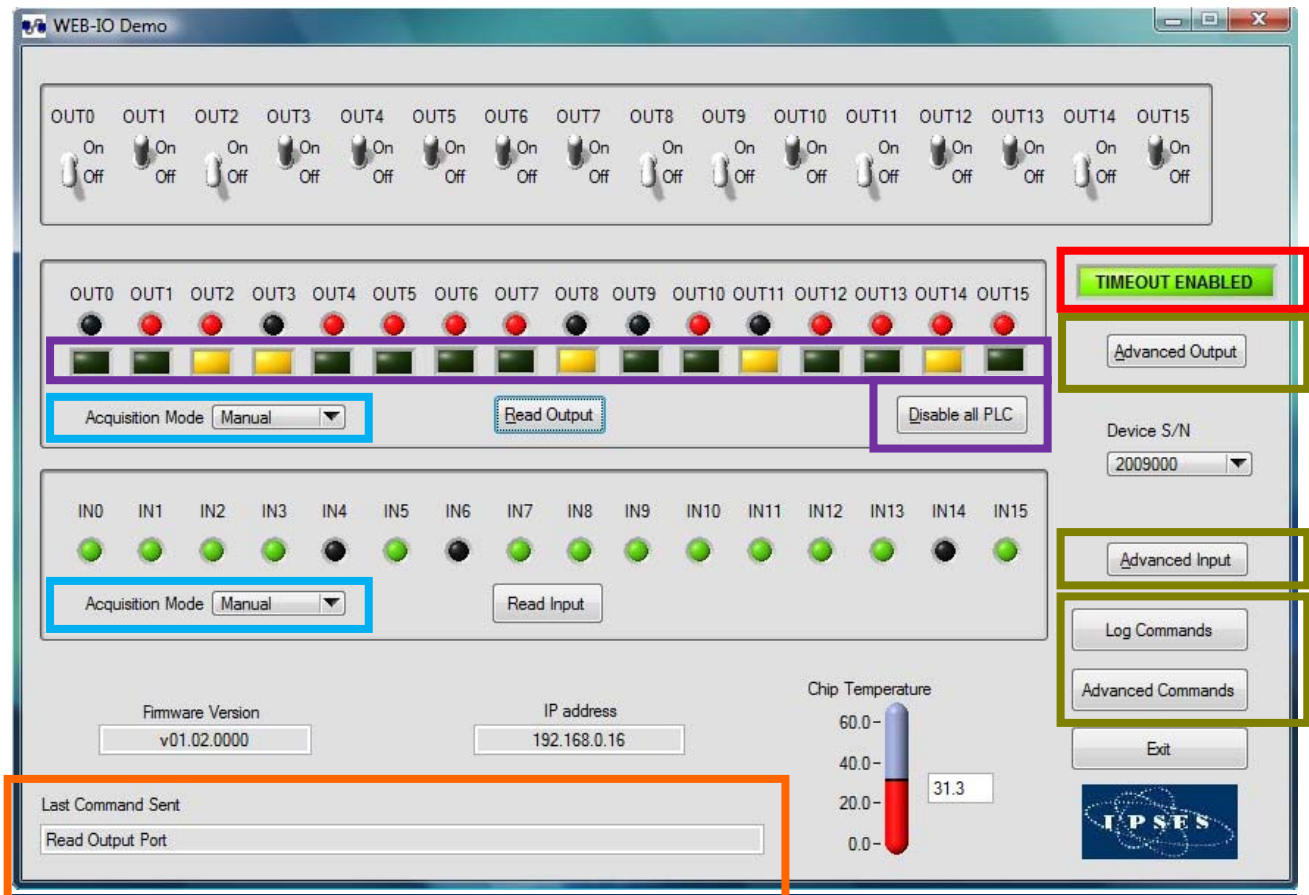 WEB-IO Demo
OUT0 OUT1 OUT2 OUT3 OUT4 OUT5 OUT6 OUT7 OUT8 OUT9 OUT10 OUT11 OUT12 OUT13 OUT14 OUT15
On On On On On On On On On On On On On On On On
Off Off Off Off Off Off Off Off Off Off Off Off Off Off Off Off
TIMEOUT ENABLED
OUT0 OUT1 OUT2 OUT3 OUT4 OUT5 OUT6 OUT7 OUT8 OUT9 OUT10 OUT11 OUT12 OUT13 OUT14 OUT15
Advanced Output
Acquisition Mode Manual Read Output Disable all PLC
Device S/N
2009000
IN0 IN1 IN2 IN3 IN4 IN5 IN6 IN7 IN8 IN9 IN10 IN11 IN12 IN13 IN14 IN15
Advanced Input
Acquisition Mode Manual Read Input
Log Commands
Advanced Commands
Exit
Firmware Version
v01.02.0000
IP address
192.168.0.16
Chip Temperature
60.0
40.0
20.0
0.0
31.3
Last Command Sent
Read Output Port
IPSES